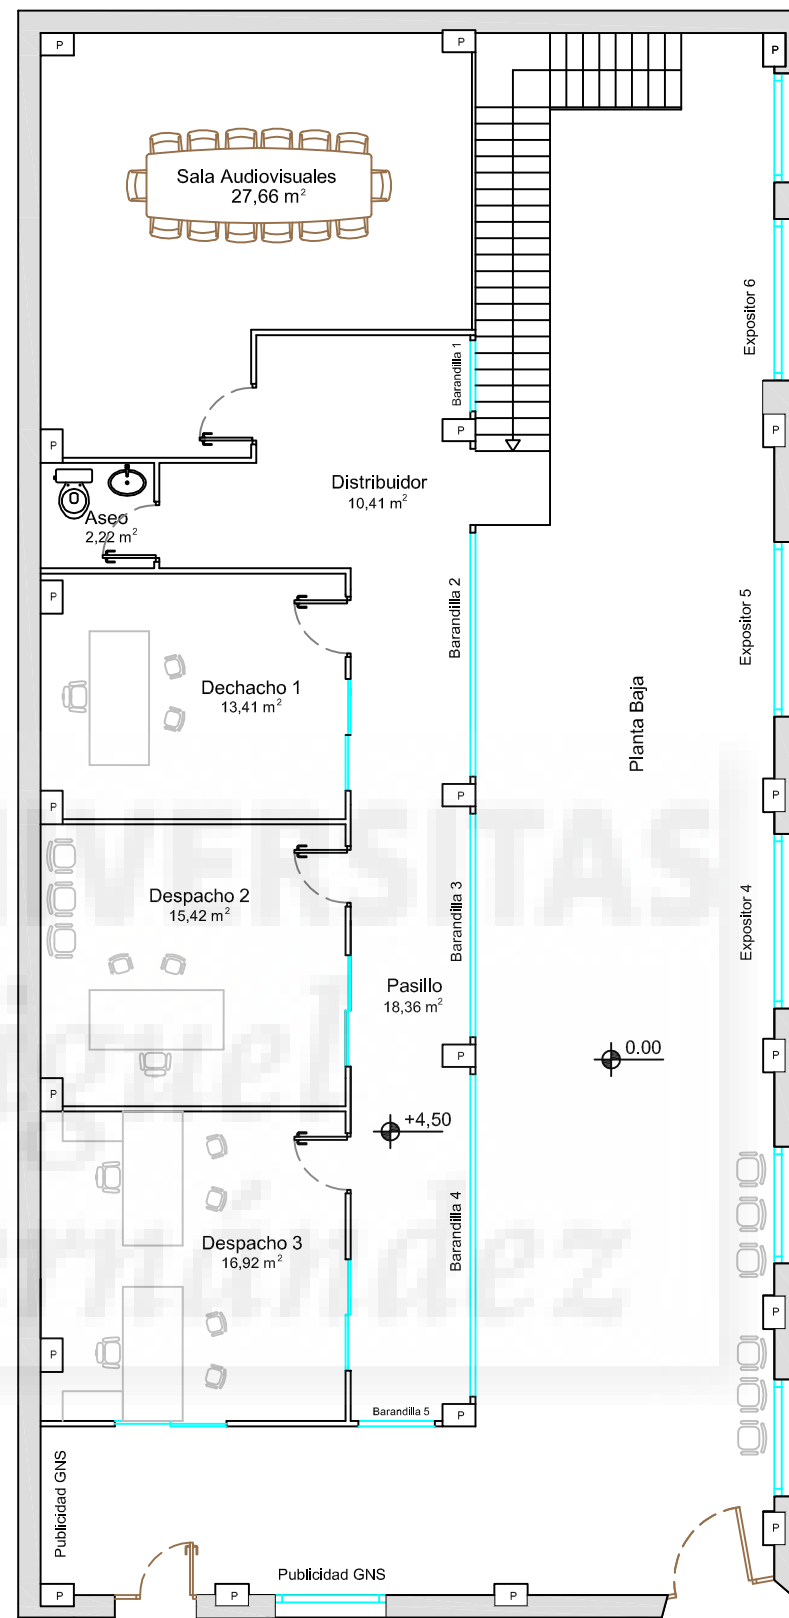 P
P
P
Sala Audiovisuales
27,66 m²
Expositor 6
Barandilla 1
P
P
P
Distribuidor
10,41 m²
Aseo
2,22 m²
P
Barandilla 2
Expositor 5
Dechacho 1
13,41 m²
Planta Baja
P
P
P
UNIVERSITAS
Despacho 2
15,42 m²
Barandilla 3
Expositor 4
Pasillo
18,36 m²
Miguel
0.00
P
P
P
+4,50
Barandilla 4
Despacho 3
16,92 m²
Hernández
P
P
Barandilla 5
P
Publicidad GNS
P
Publicidad GNS
P
P
P